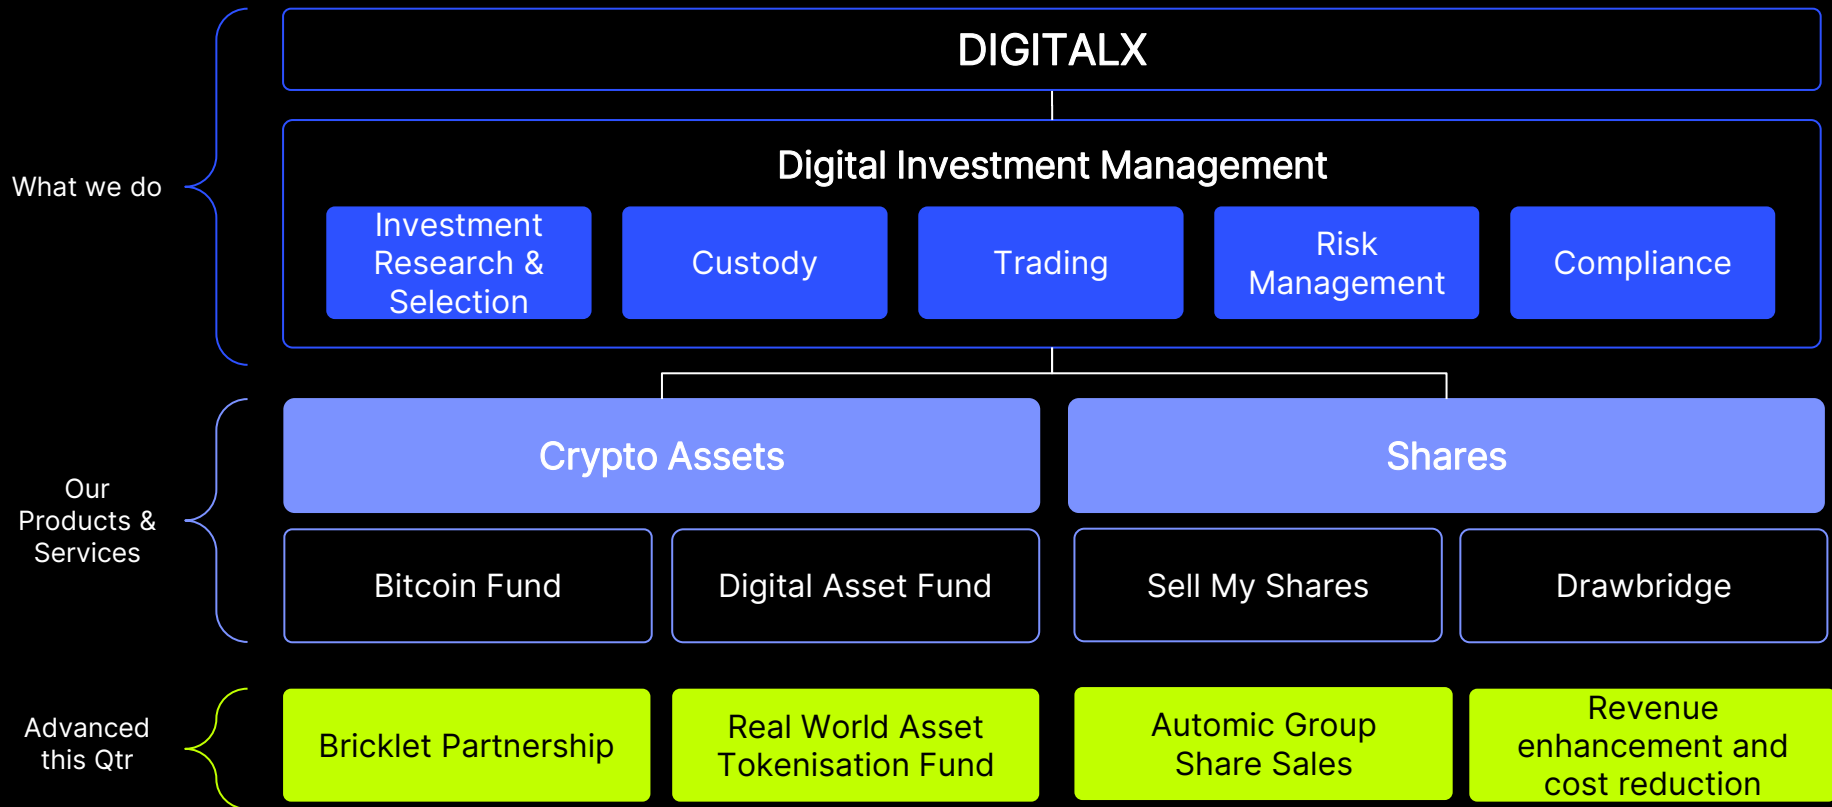 DIGITALX
What we do
Digital Investment Management
Investment
Research &
Selection
Custody
Trading
Risk
Management
Compliance
Our
Products &
Services
Crypto Assets
Shares
Bitcoin Fund
Digital Asset Fund
Sell My Shares
Drawbridge
Advanced
this Qtr
Bricklet Partnership
Real World Asset
Tokenisation Fund
Automic Group
Share Sales
Revenue
enhancement and
cost reduction